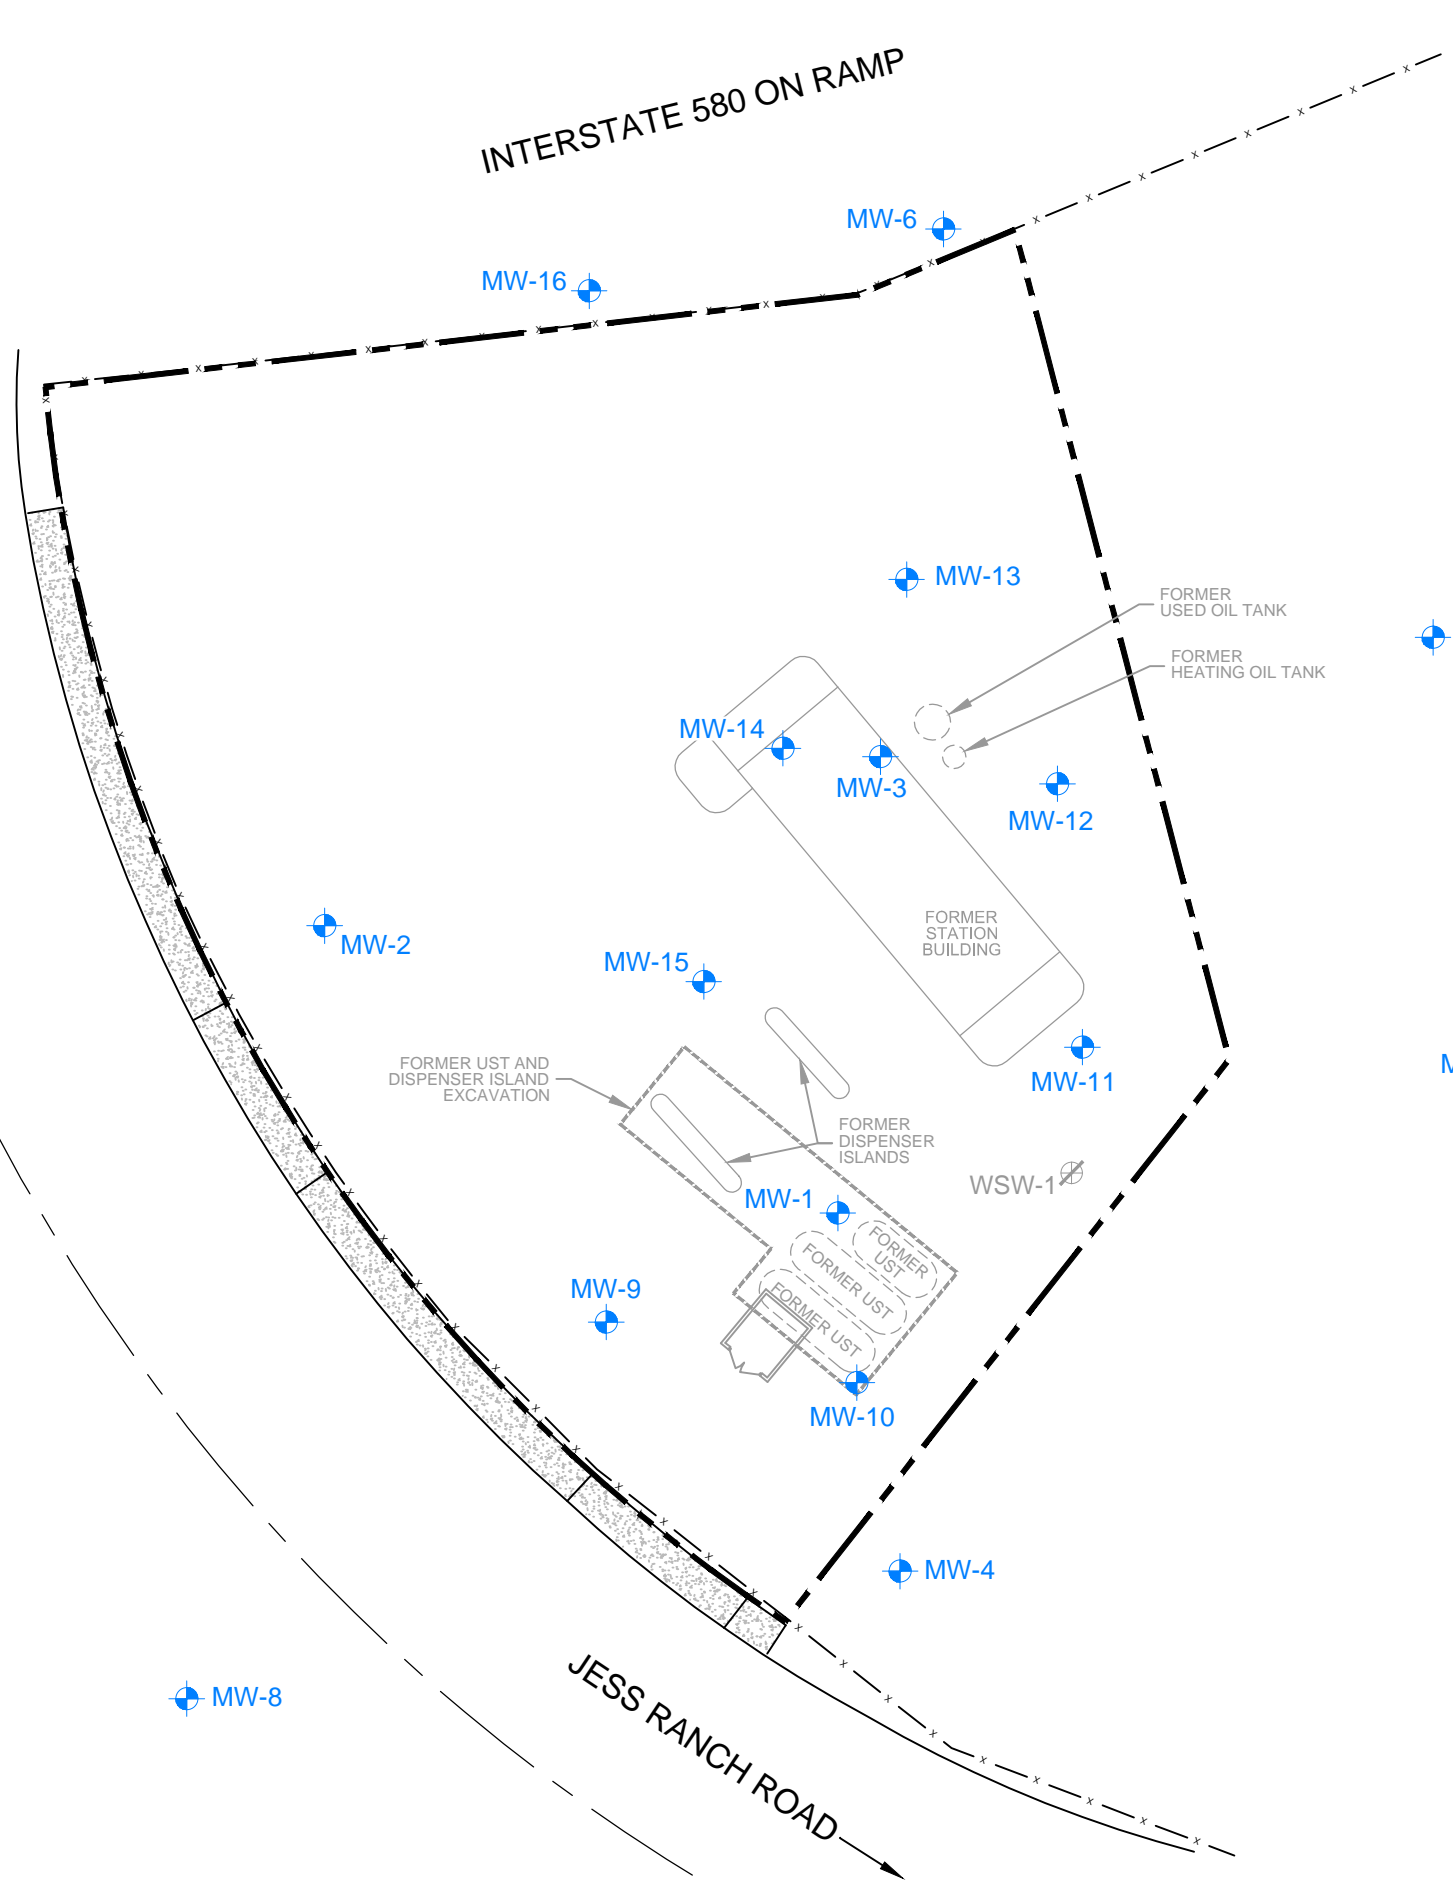 INTERSTATE 580 ON RAMP
MW-6
MW-16
MW-13
FORMER
USED OIL TANK
FORMER
HEATING OIL TANK
MW-14
MW-3
MW-12
FORMER
STATION
BUILDING
MW-2
MW-15
FORMER UST AND
DISPENSER ISLAND
EXCAVATION
MW-11
FORMER
DISPENSER
ISLANDS
WSW-1
MW-1
FORMER
UST
FORMER UST
FORMER UST
MW-9
MW-10
MW-4
MW-8
JESS RANCH ROAD